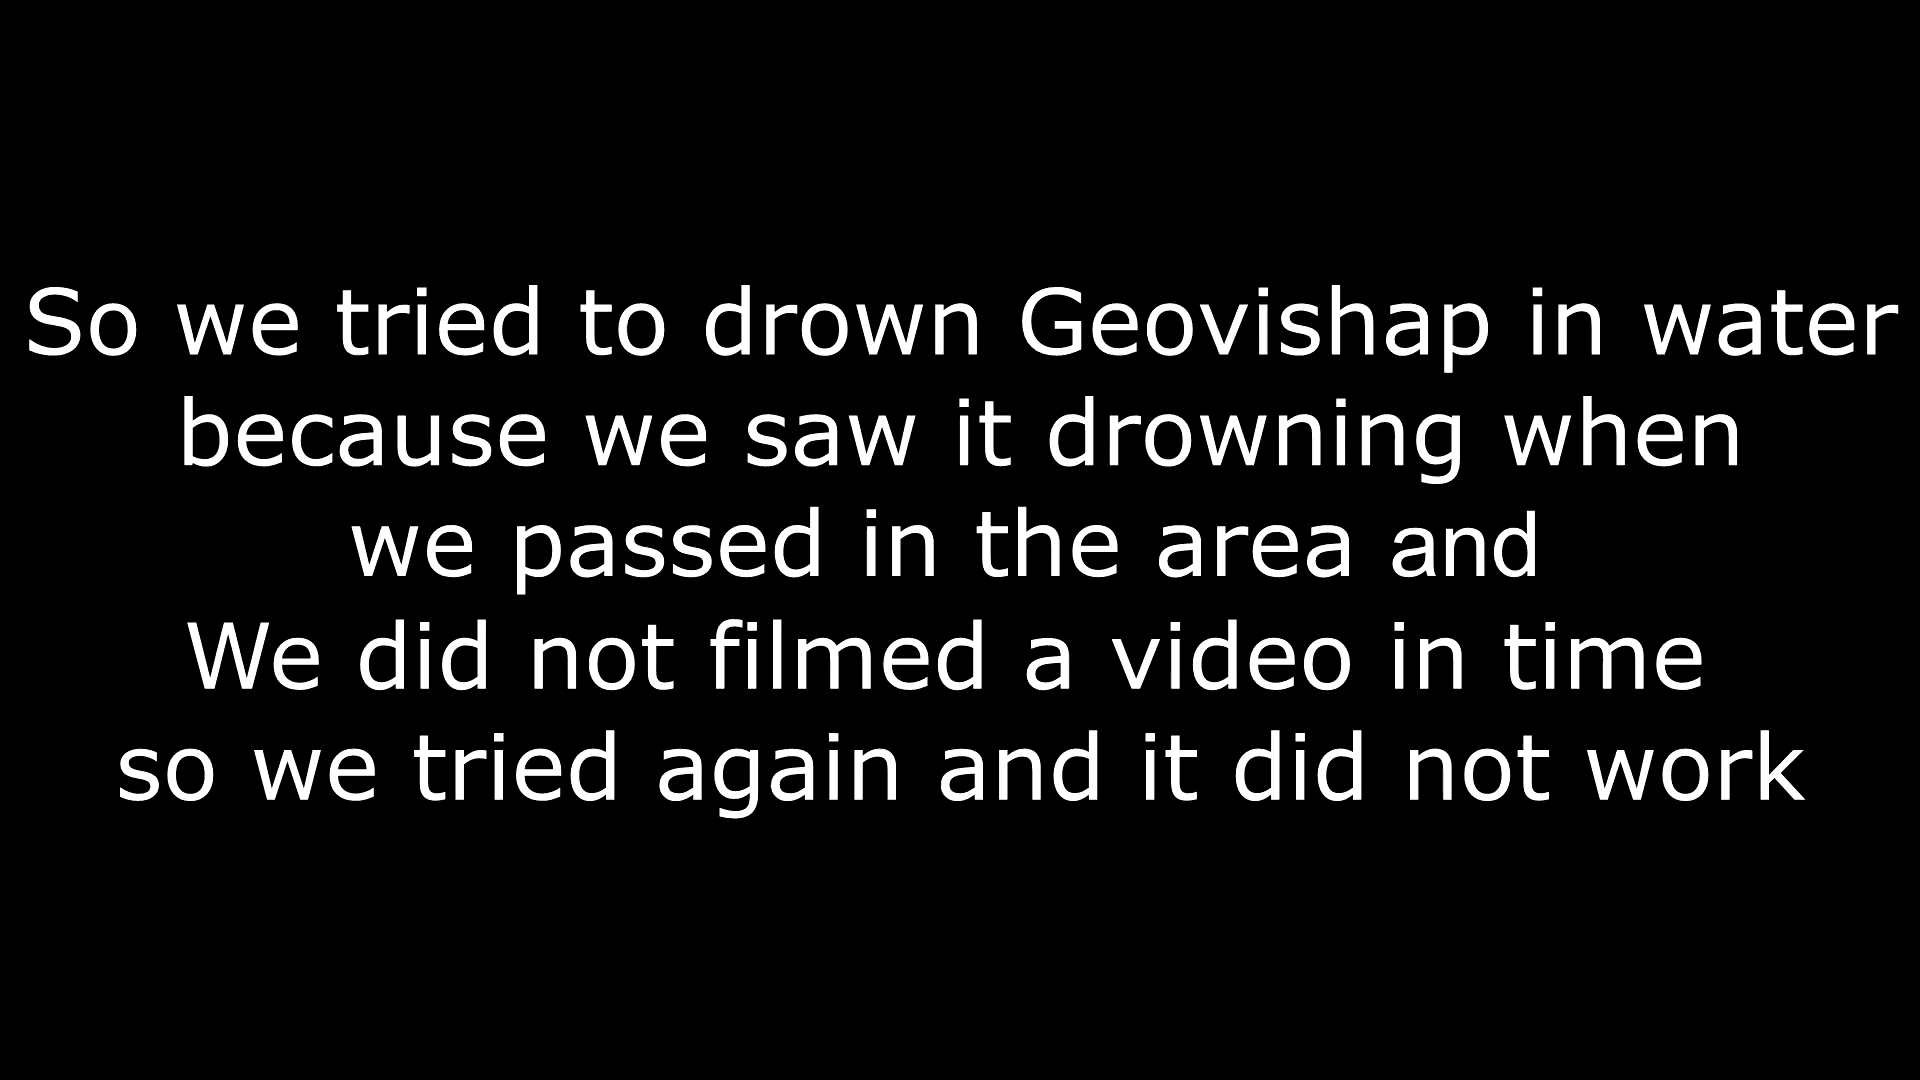 So we tried to drown Geovishap in water
because we saw it drowning when
we passed in the area and
We did not filmed a video in time
so we tried again and it did not work